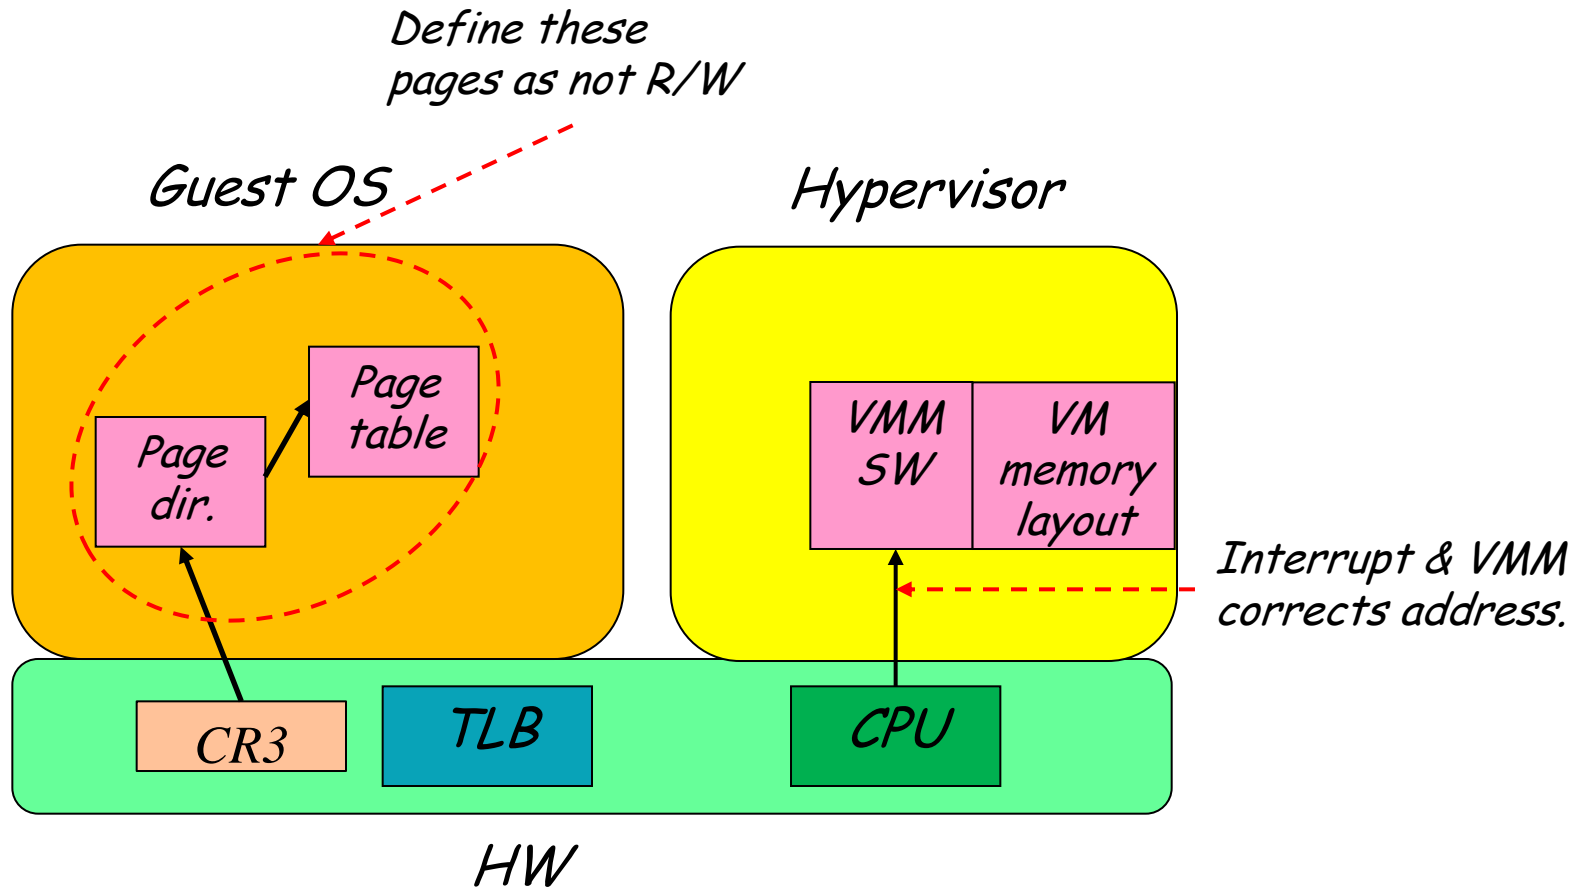 Define these
pages as not R/W
Guest OS
Hypervisor
Page
table
Page
dir.
VMM
SW
VM
memory
layout
Interrupt & VMM
corrects address.
CR3
TLB
CPU
HW